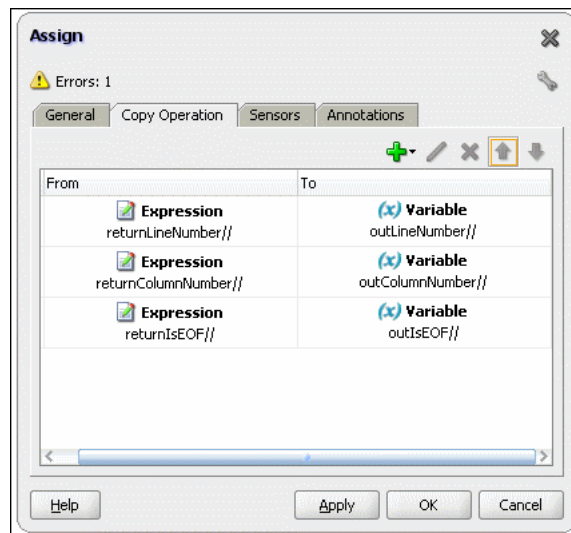 Assign
Errors: 1
General Copy Operation Sensors Annotations
From To
Expression (x) Variable
returnLineNumber// outLineNumber//
Expression (x) Variable
returnColumnNumber// outColumnNumber//
Expression (x) Variable
returnIsEOF// outIsEOF//
Help Apply OK Cancel